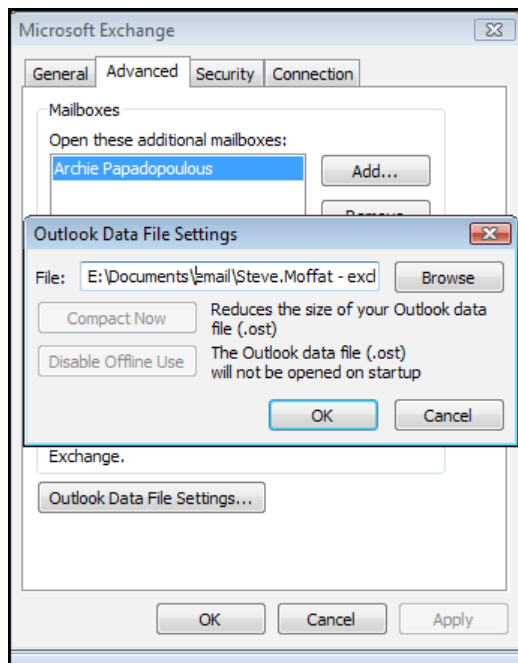 Microsoft Exchange
General Advanced Security Connection
Mailboxes
Open these additional mailboxes:
Archie Papadopoulous
Add...
Outlook Data File Settings
File: E:\Documents\email\Steve.Moffat - excl Browse
Compact Now
Reduces the size of your Outlook data
file (.ost)
Disable Offline Use
The Outlook data file (.ost)
will not be opened on startup
OK Cancel
Exchange.
Outlook Data File Settings...
OK Cancel Apply